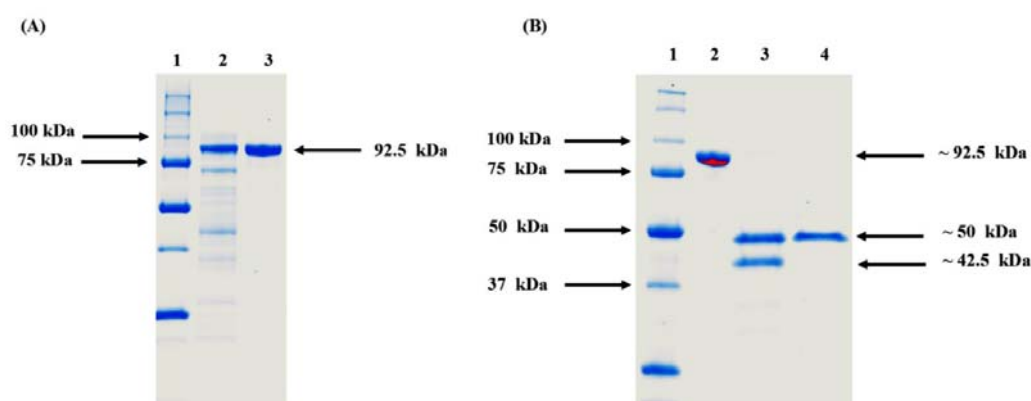 (A)
1 2 3
100 kDa
75 kDa
92.5 kDa
(B)
1 2 3 4
100 kDa
75 kDa
50 kDa
37 kDa
~ 92.5 kDa
~ 50 kDa
~ 42.5 kDa